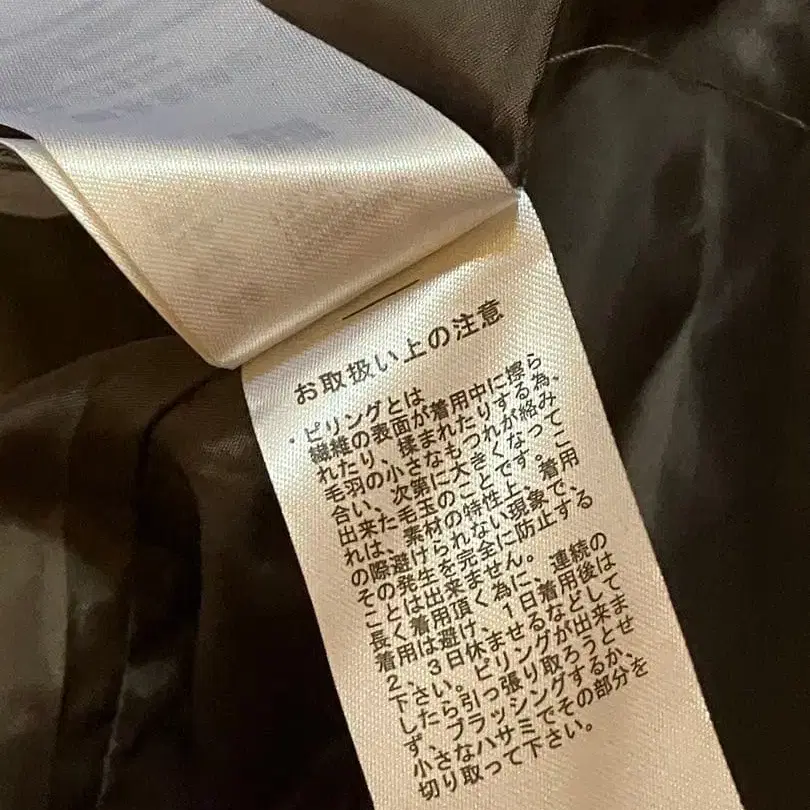 お取扱い上の注意
・ピリングとは
繊維の表面が着用中に擦ら
れたり、揉まれたりする為、
毛羽の小さなもつれが絡み
合い、次第に大きくなって
出来た毛玉のことです。こ
れは、素材の特性上、着用
の際避けられない現象で、
その発生を完全に防止する
ことは出来ません。
長く着用頂く為に、連続の
着用は避け、1日着用後は
2、3日休ませるなどして
下さい。ピリングが出来ま
したら引っ張り取ろうとせ
ず、ブラッシングするか、
小さなハサミでその部分を
切り取って下さい。